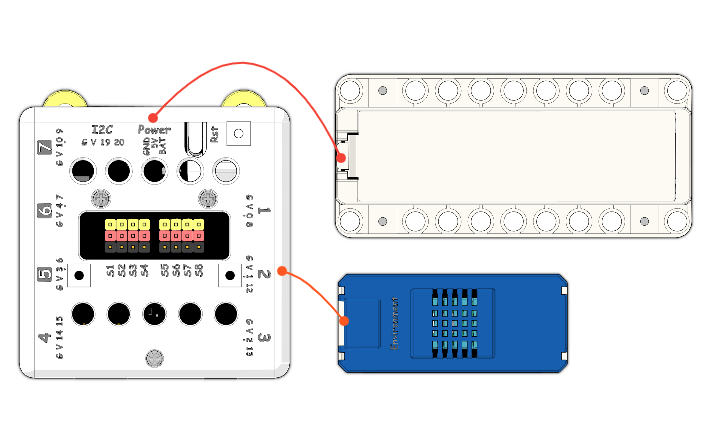 I2C
G V 19 20
Power
GND
5V
BAT
Rst
7
G V 10 9
6
G V 4 7
5
G V 3 6
4
G V 14 15
1
G V 0 8
2
G V 1 12
3
G V 2 13
S1
S2
S3
S4
S5
S6
S7
S8